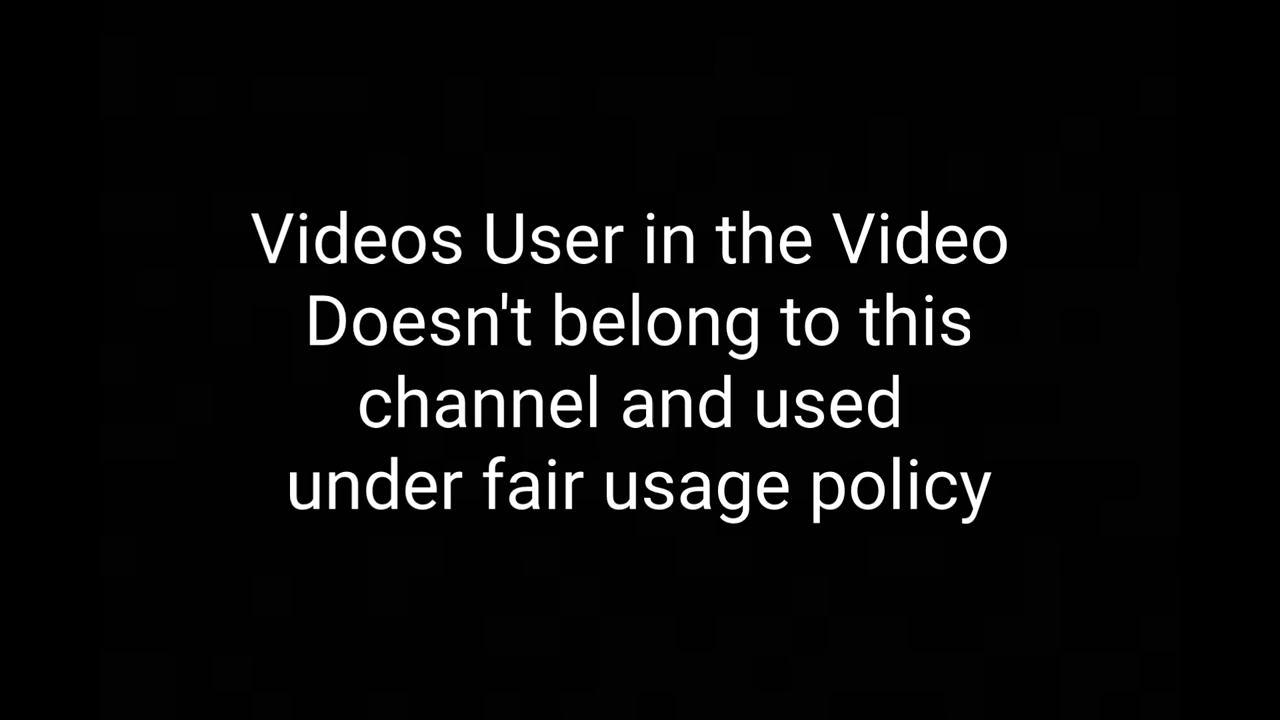 Videos User in the Video
Doesn't belong to this
channel and used
under fair usage policy